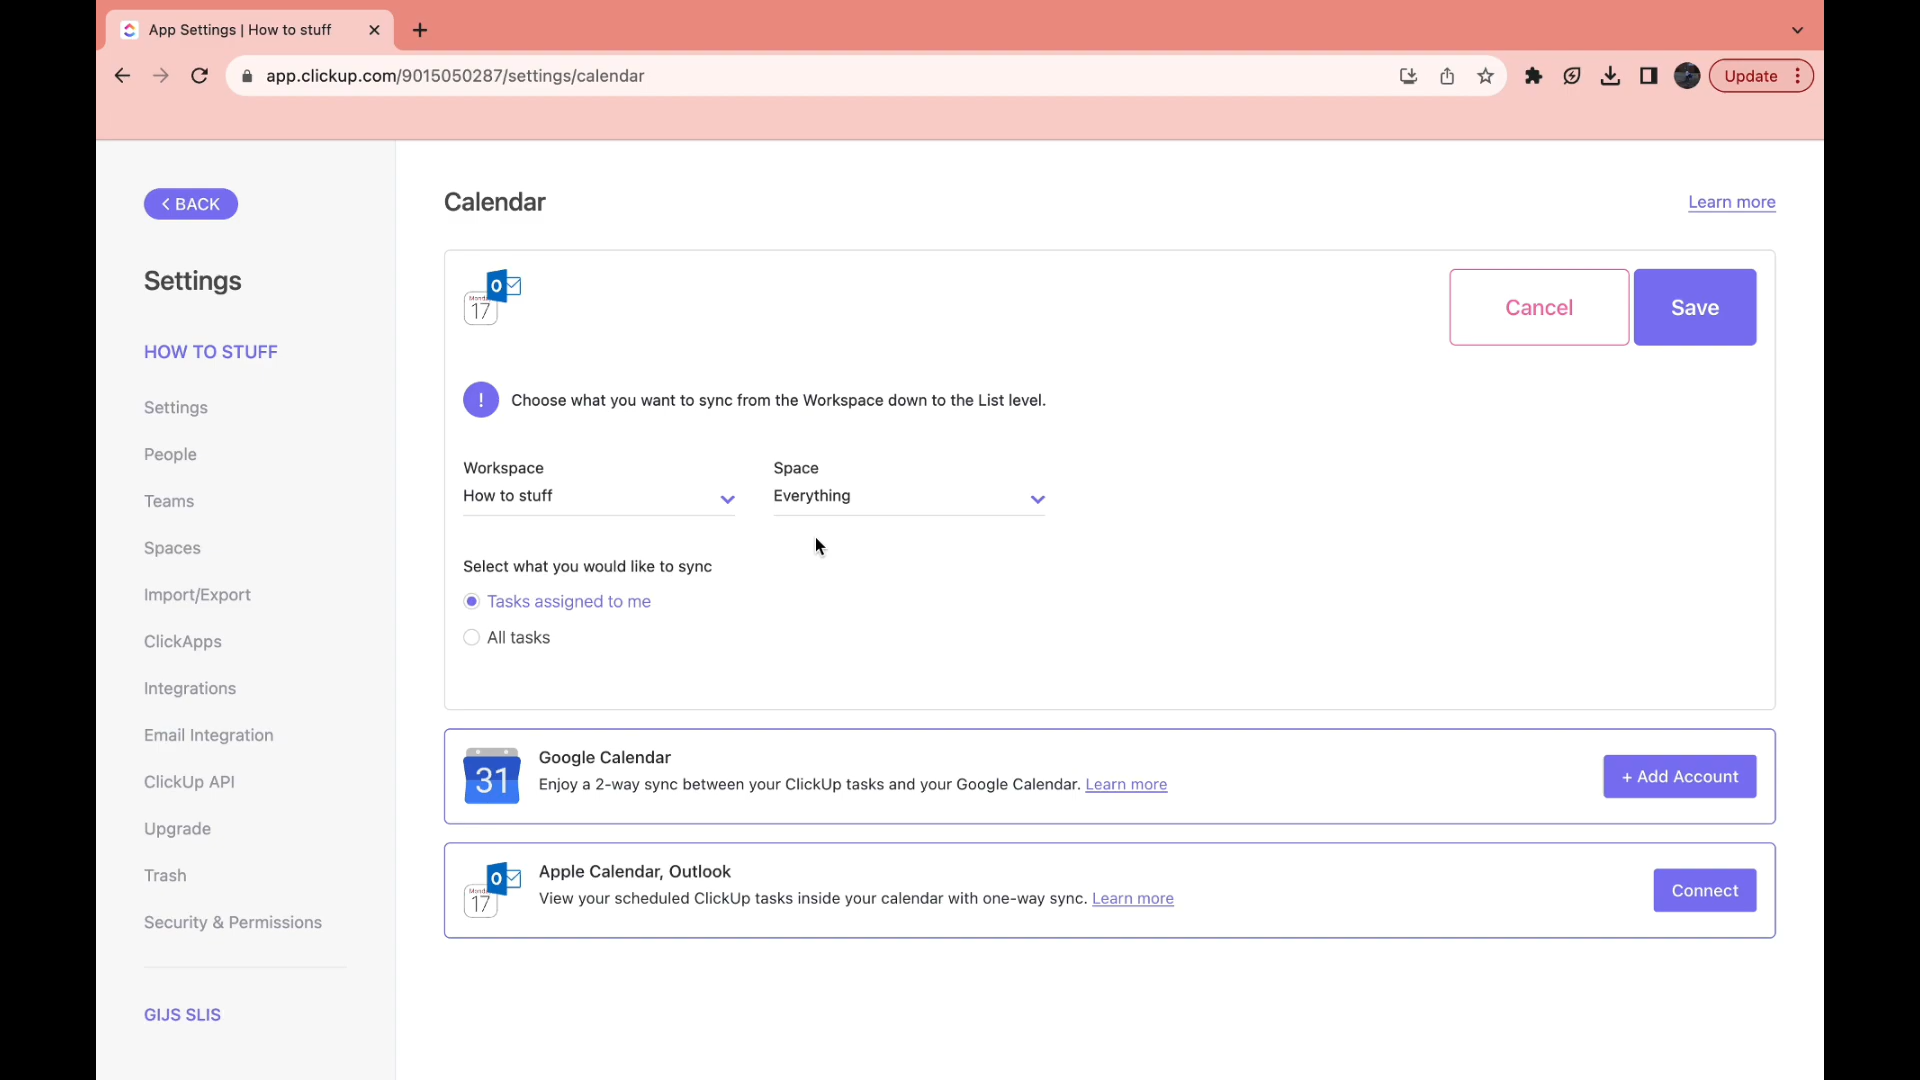 App Settings | How to stuff
app.clickup.com/9015050287/settings/calendar
Update
BACK
Settings
HOW TO STUFF
Settings
People
Teams
Spaces
Import/Export
ClickApps
Integrations
Email Integration
ClickUp API
Upgrade
Trash
Security & Permissions
GIJS SLIS
Calendar
Learn more
17
Cancel
Save
! Choose what you want to sync from the Workspace down to the List level.
Workspace
How to stuff
Space
Everything
Select what you would like to sync
Tasks assigned to me
All tasks
31
Google Calendar
Enjoy a 2-way sync between your ClickUp tasks and your Google Calendar. Learn more
+ Add Account
17
Apple Calendar, Outlook
View your scheduled ClickUp tasks inside your calendar with one-way sync. Learn more
Connect